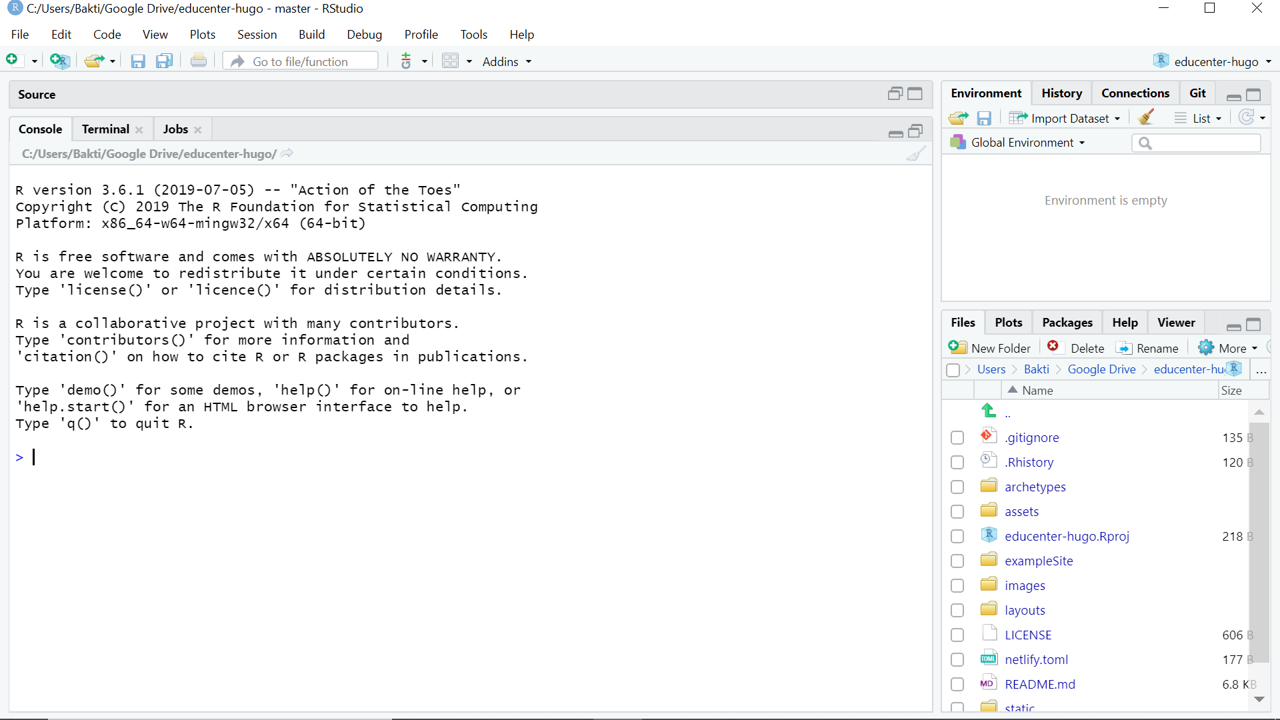 C:/Users/Bakti/Google Drive/educenter-hugo - master - RStudio
File Edit Code View Plots Session Build Debug Profile Tools Help
Go to file/function Addins educenter-hugo
Source
Console Terminal Jobs
C:/Users/Bakti/Google Drive/educenter-hugo/
R version 3.6.1 (2019-07-05) -- "Action of the Toes"
Copyright (C) 2019 The R Foundation for Statistical Computing
Platform: x86_64-w64-mingw32/x64 (64-bit)
R is free software and comes with ABSOLUTELY NO WARRANTY.
You are welcome to redistribute it under certain conditions.
Type 'license()' or 'licence()' for distribution details.
R is a collaborative project with many contributors.
Type 'contributors()' for more information and
'citation()' on how to cite R or R packages in publications.
Type 'demo()' for some demos, 'help()' for on-line help, or
'help.start()' for an HTML browser interface to help.
Type 'q()' to quit R.
>
Environment History Connections Git
Import Dataset List
Global Environment
Environment is empty
Files Plots Packages Help Viewer
New Folder Delete Rename More
Users Bakti Google Drive educenter-hu ...
Name Size
..
.gitignore 135 B
.Rhistory 120 B
archetypes
assets
educenter-hugo.Rproj 218 B
exampleSite
images
layouts
LICENSE 606 B
netlify.toml 177 B
README.md 6.8 KB
static